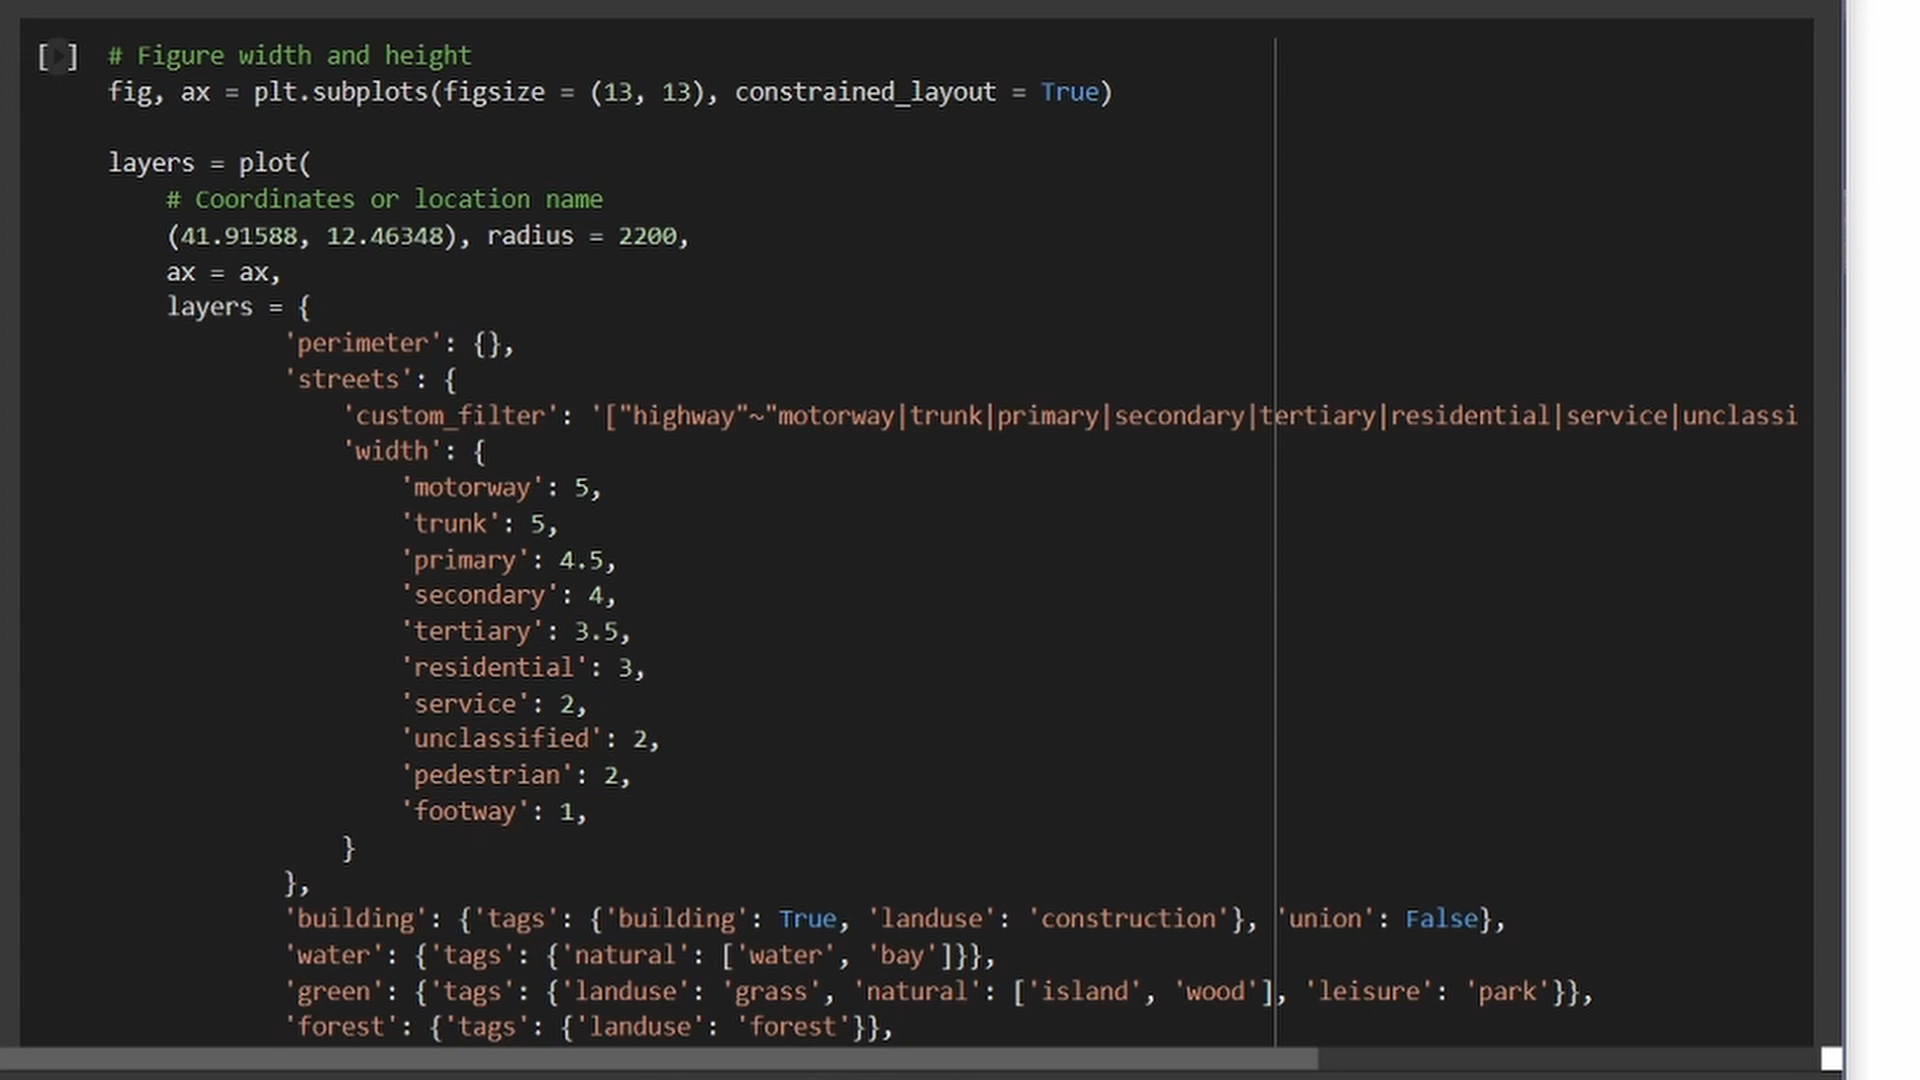 [ ] # Figure width and height
fig, ax = plt.subplots(figsize = (13, 13), constrained_layout = True)
layers = plot(
# Coordinates or location name
(41.91588, 12.46348), radius = 2200,
ax = ax,
layers = {
'perimeter': {},
'streets': {
'custom_filter': '["highway"~"motorway|trunk|primary|secondary|tertiary|residential|service|unclassi
'width': {
'motorway': 5,
'trunk': 5,
'primary': 4.5,
'secondary': 4,
'tertiary': 3.5,
'residential': 3,
'service': 2,
'unclassified': 2,
'pedestrian': 2,
'footway': 1,
}
},
'building': {'tags': {'building': True, 'landuse': 'construction'}, 'union': False},
'water': {'tags': {'natural': ['water', 'bay']}},
'green': {'tags': {'landuse': 'grass', 'natural': ['island', 'wood'], 'leisure': 'park'}},
'forest': {'tags': {'landuse': 'forest'}},